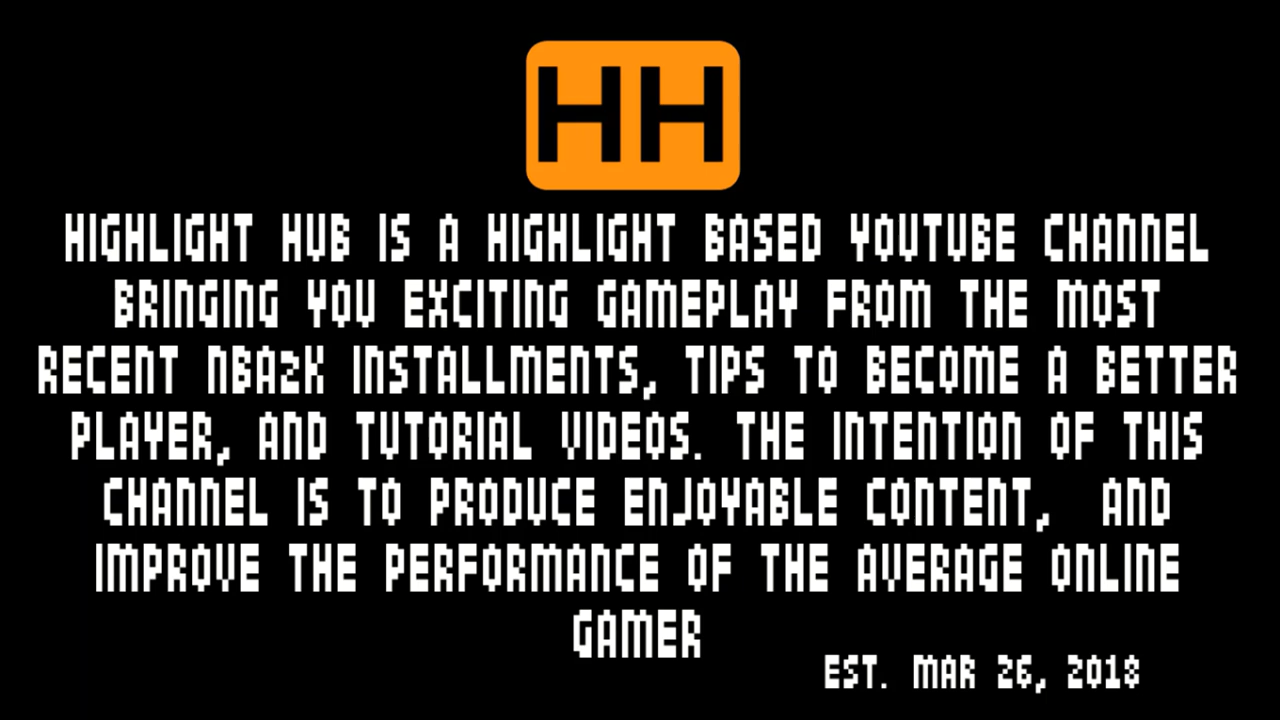 HH
HIGHLIGHT HUB IS A HIGHLIGHT BASED YOUTUBE CHANNEL
BRINGING YOU EXCITING GAMEPLAY FROM THE MOST
RECENT NBA2K INSTALLMENTS, TIPS TO BECOME A BETTER
PLAYER, AND TUTORIAL VIDEOS. THE INTENTION OF THIS
CHANNEL IS TO PRODUCE ENJOYABLE CONTENT, AND
IMPROVE THE PERFORMANCE OF THE AVERAGE ONLINE
GAMER
EST. MAR 26, 2018